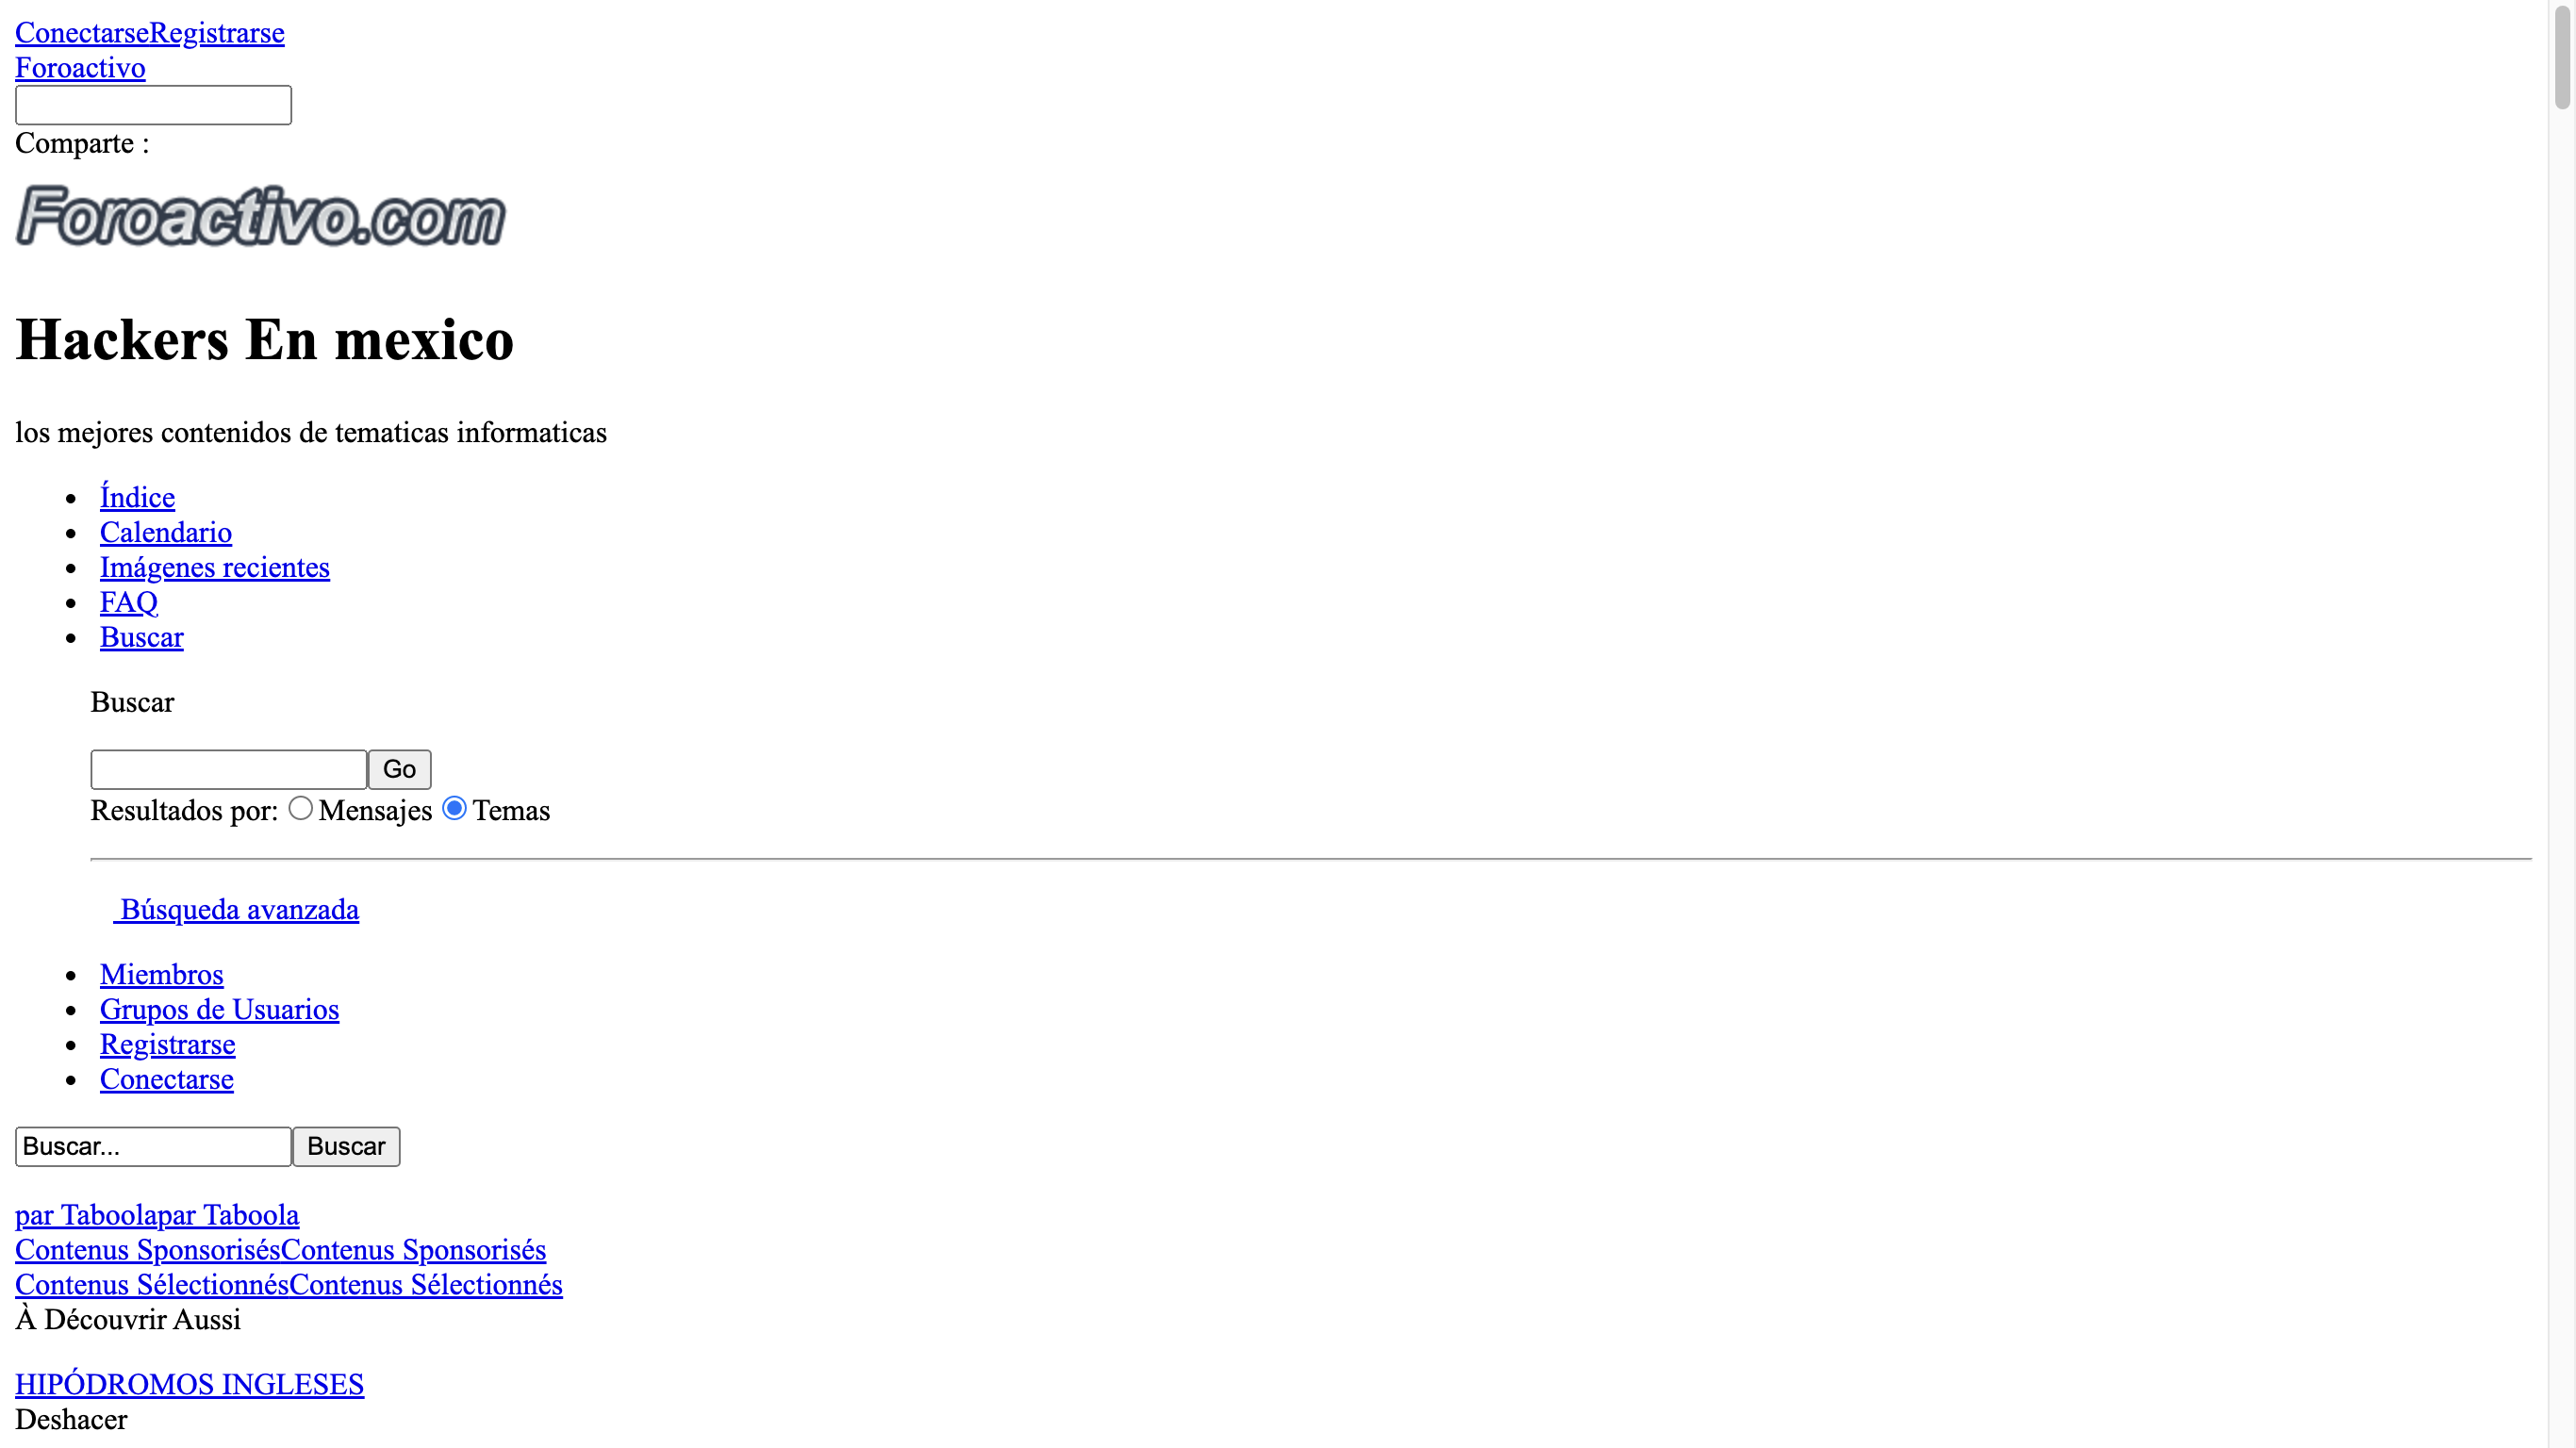 ConectarseRegistrarse
Foroactivo
Comparte :
Foroactivo.com
Hackers En mexico
los mejores contenidos de tematicas informaticas
Índice
Calendario
Imágenes recientes
FAQ
Buscar
Buscar
Go
Resultados por: Mensajes Temas
Búsqueda avanzada
Miembros
Grupos de Usuarios
Registrarse
Conectarse
Buscar... Buscar
par Taboolapar Taboola
Contenus SponsorisésContenus Sponsorisés
Contenus SélectionnésContenus Sélectionnés
À Découvrir Aussi
HIPÓDROMOS INGLESES
Deshacer